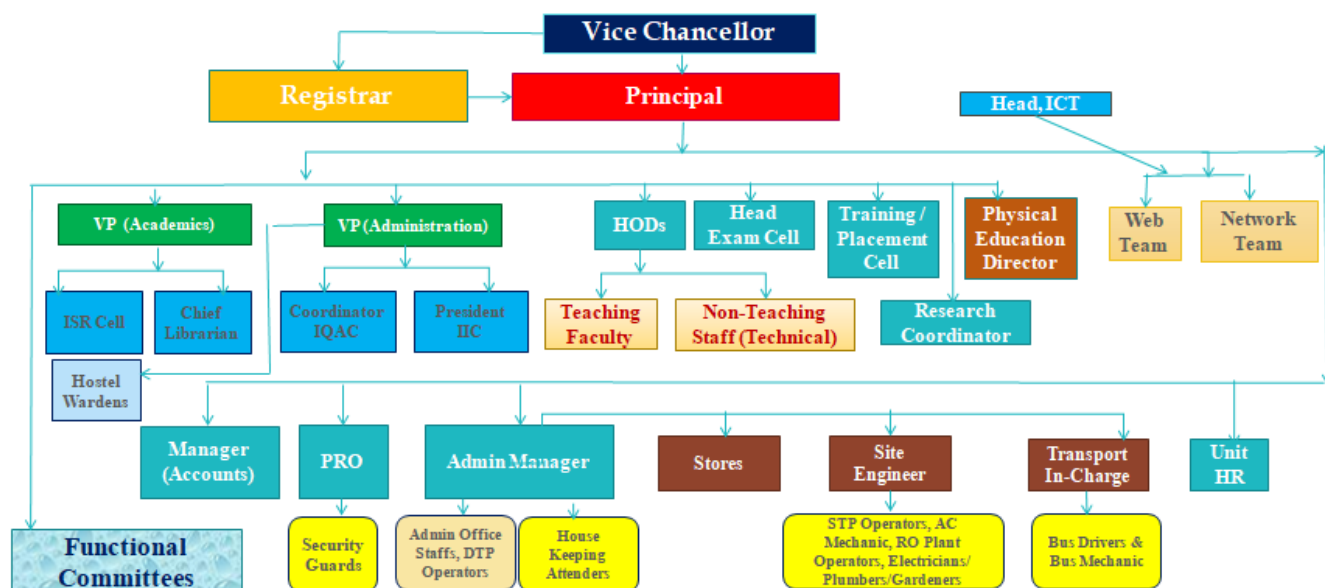 Vice Chancellor
Registrar
Principal
Head, ICT
VP (Academics)
VP (Administration)
HODs
Head
Exam Cell
Training /
Placement
Cell
Physical
Education
Director
Web
Team
Network
Team
ISR Cell
Chief
Librarian
Coordinator
IQAC
President
IIC
Teaching
Faculty
Non-Teaching
Staff (Technical)
Research
Coordinator
Hostel
Wardens
Manager
(Accounts)
PRO
Admin Manager
Stores
Site
Engineer
Transport
In-Charge
Unit
HR
Functional
Committees
Security
Guards
Admin Office
Staffs, DTP
Operators
House
Keeping
Attenders
STP Operators, AC
Mechanic, RO Plant
Operators, Electricians/
Plumbers/Gardeners
Bus Drivers &
Bus Mechanic